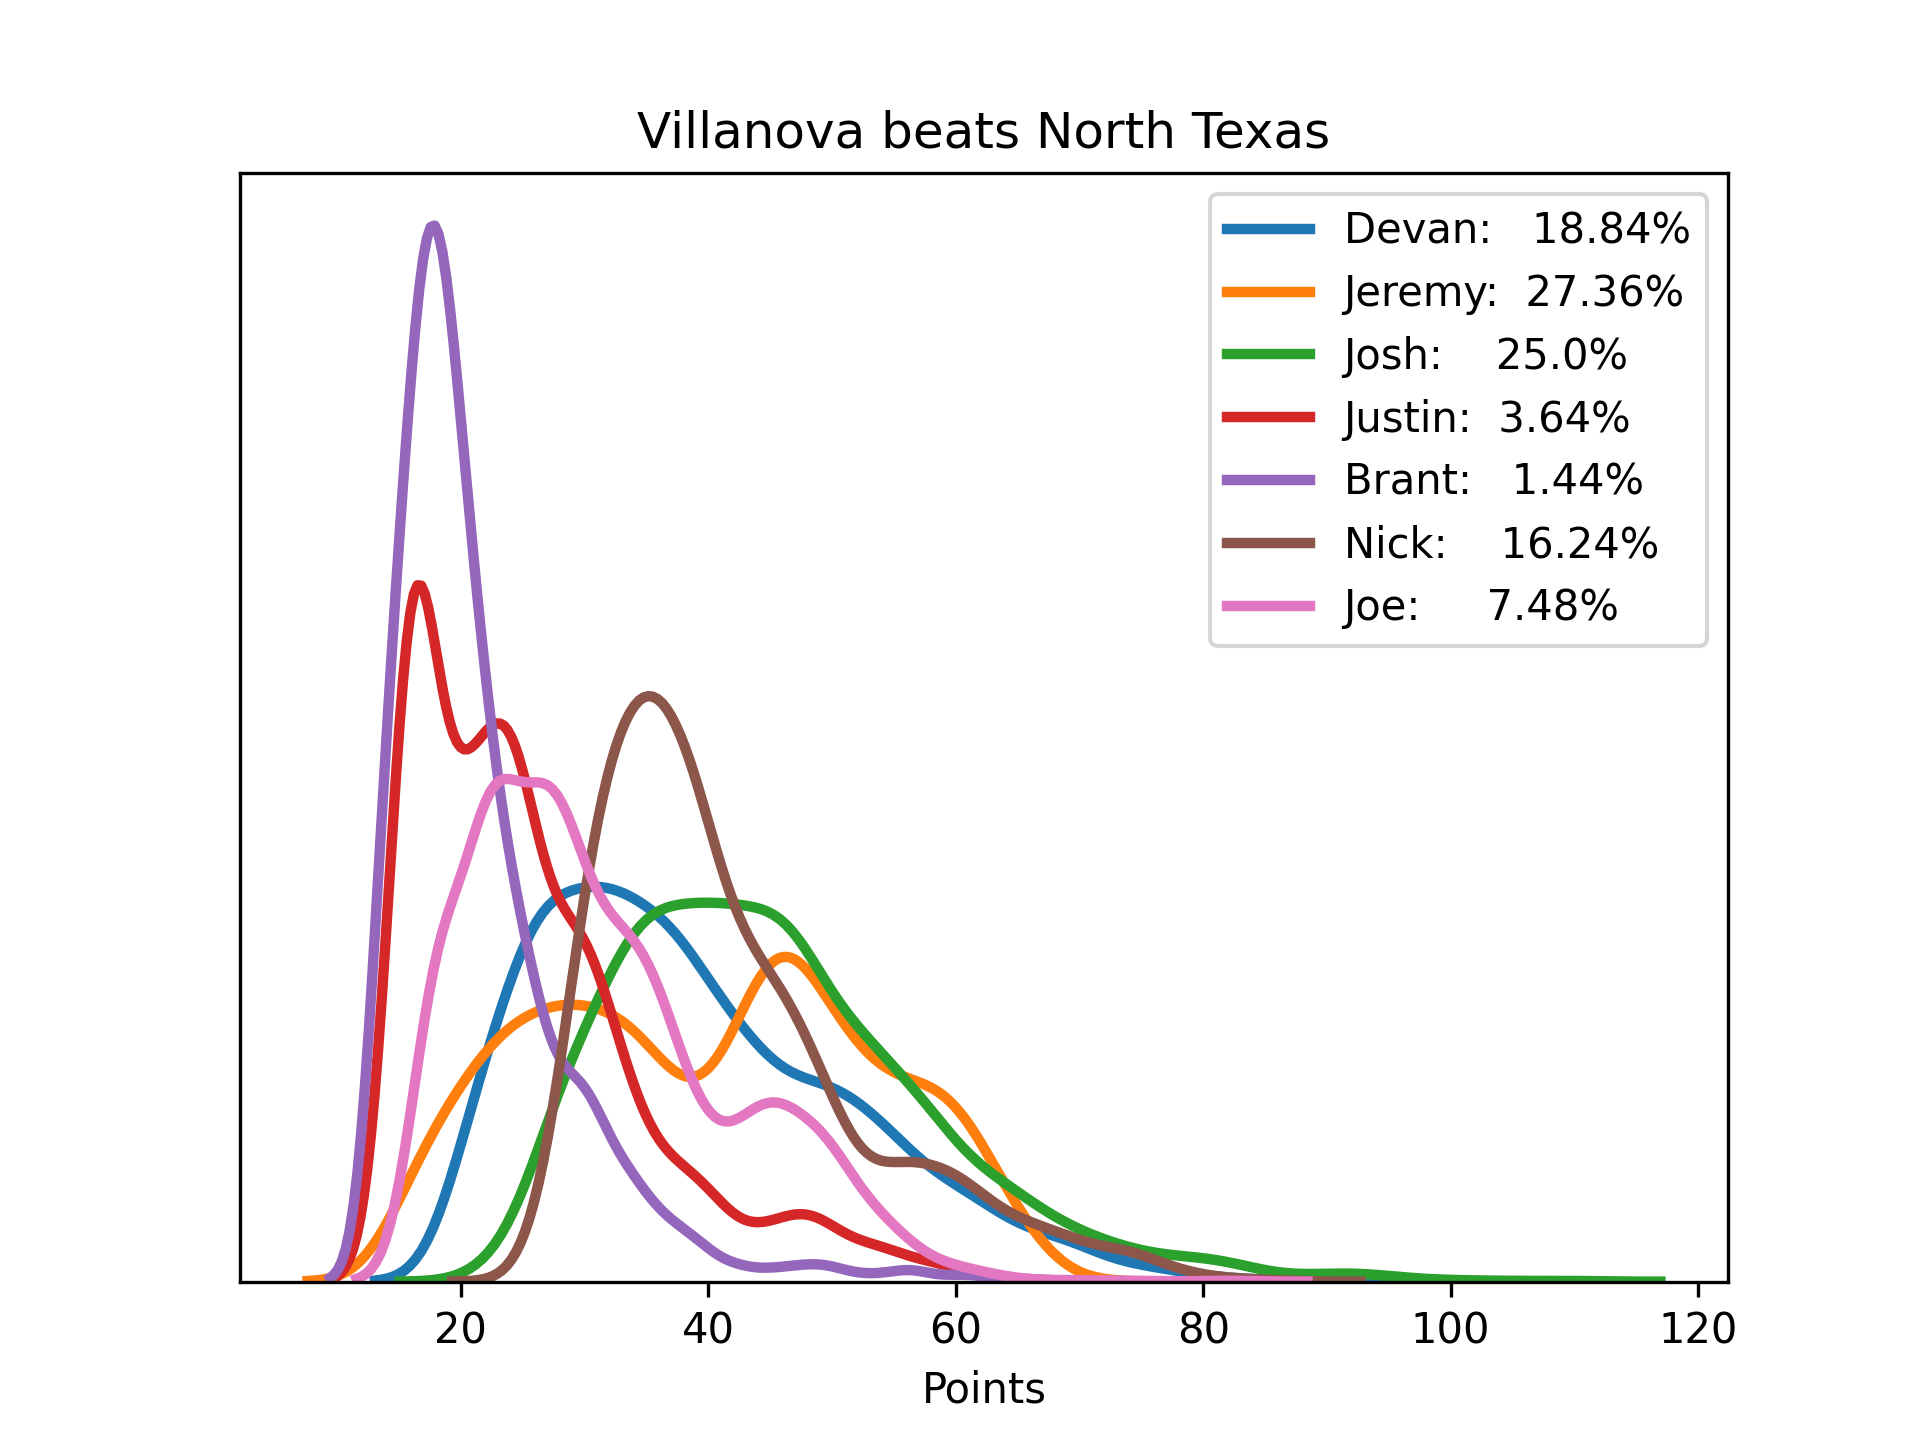 Villanova beats North Texas
Devan: 18.84%
Jeremy: 27.36%
Josh: 25.0%
Justin: 3.64%
Brant: 1.44%
Nick: 16.24%
Joe: 7.48%
20 40 60 80 100 120
Points